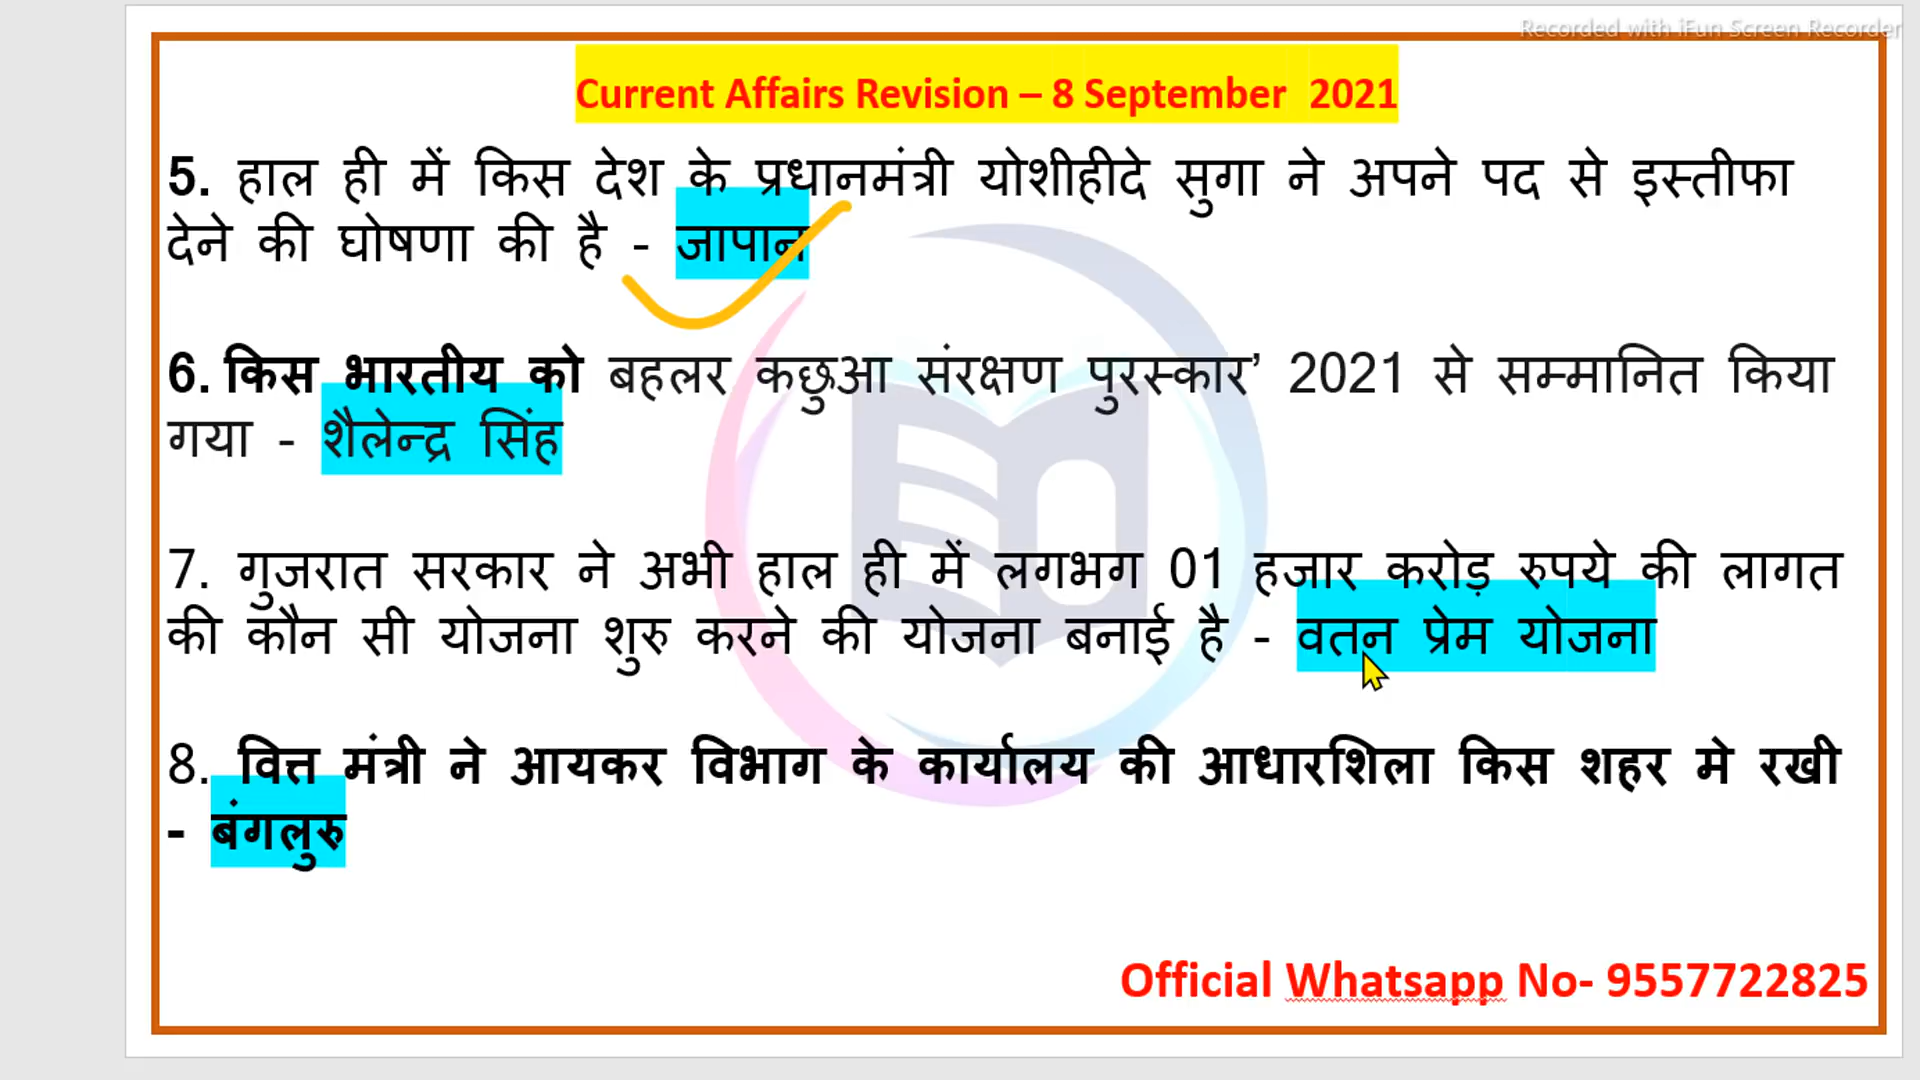 Recorded with iFun Screen Recorder
Current Affairs Revision – 8 September 2021
5. हाल ही में किस देश के प्रधानमंत्री योशीहीदे सुगा ने अपने पद से इस्तीफा
देने की घोषणा की है - जापान
6. किस भारतीय को बहलर कछुआ संरक्षण पुरस्कार’ 2021 से सम्मानित किया
गया - शैलेन्द्र सिंह
7. गुजरात सरकार ने अभी हाल ही में लगभग 01 हजार करोड़ रुपये की लागत
की कौन सी योजना शुरु करने की योजना बनाई है - वतन प्रेम योजना
8. वित्त मंत्री ने आयकर विभाग के कार्यालय की आधारशिला किस शहर मे रखी
- बंगलुरु
Official Whatsapp No- 9557722825